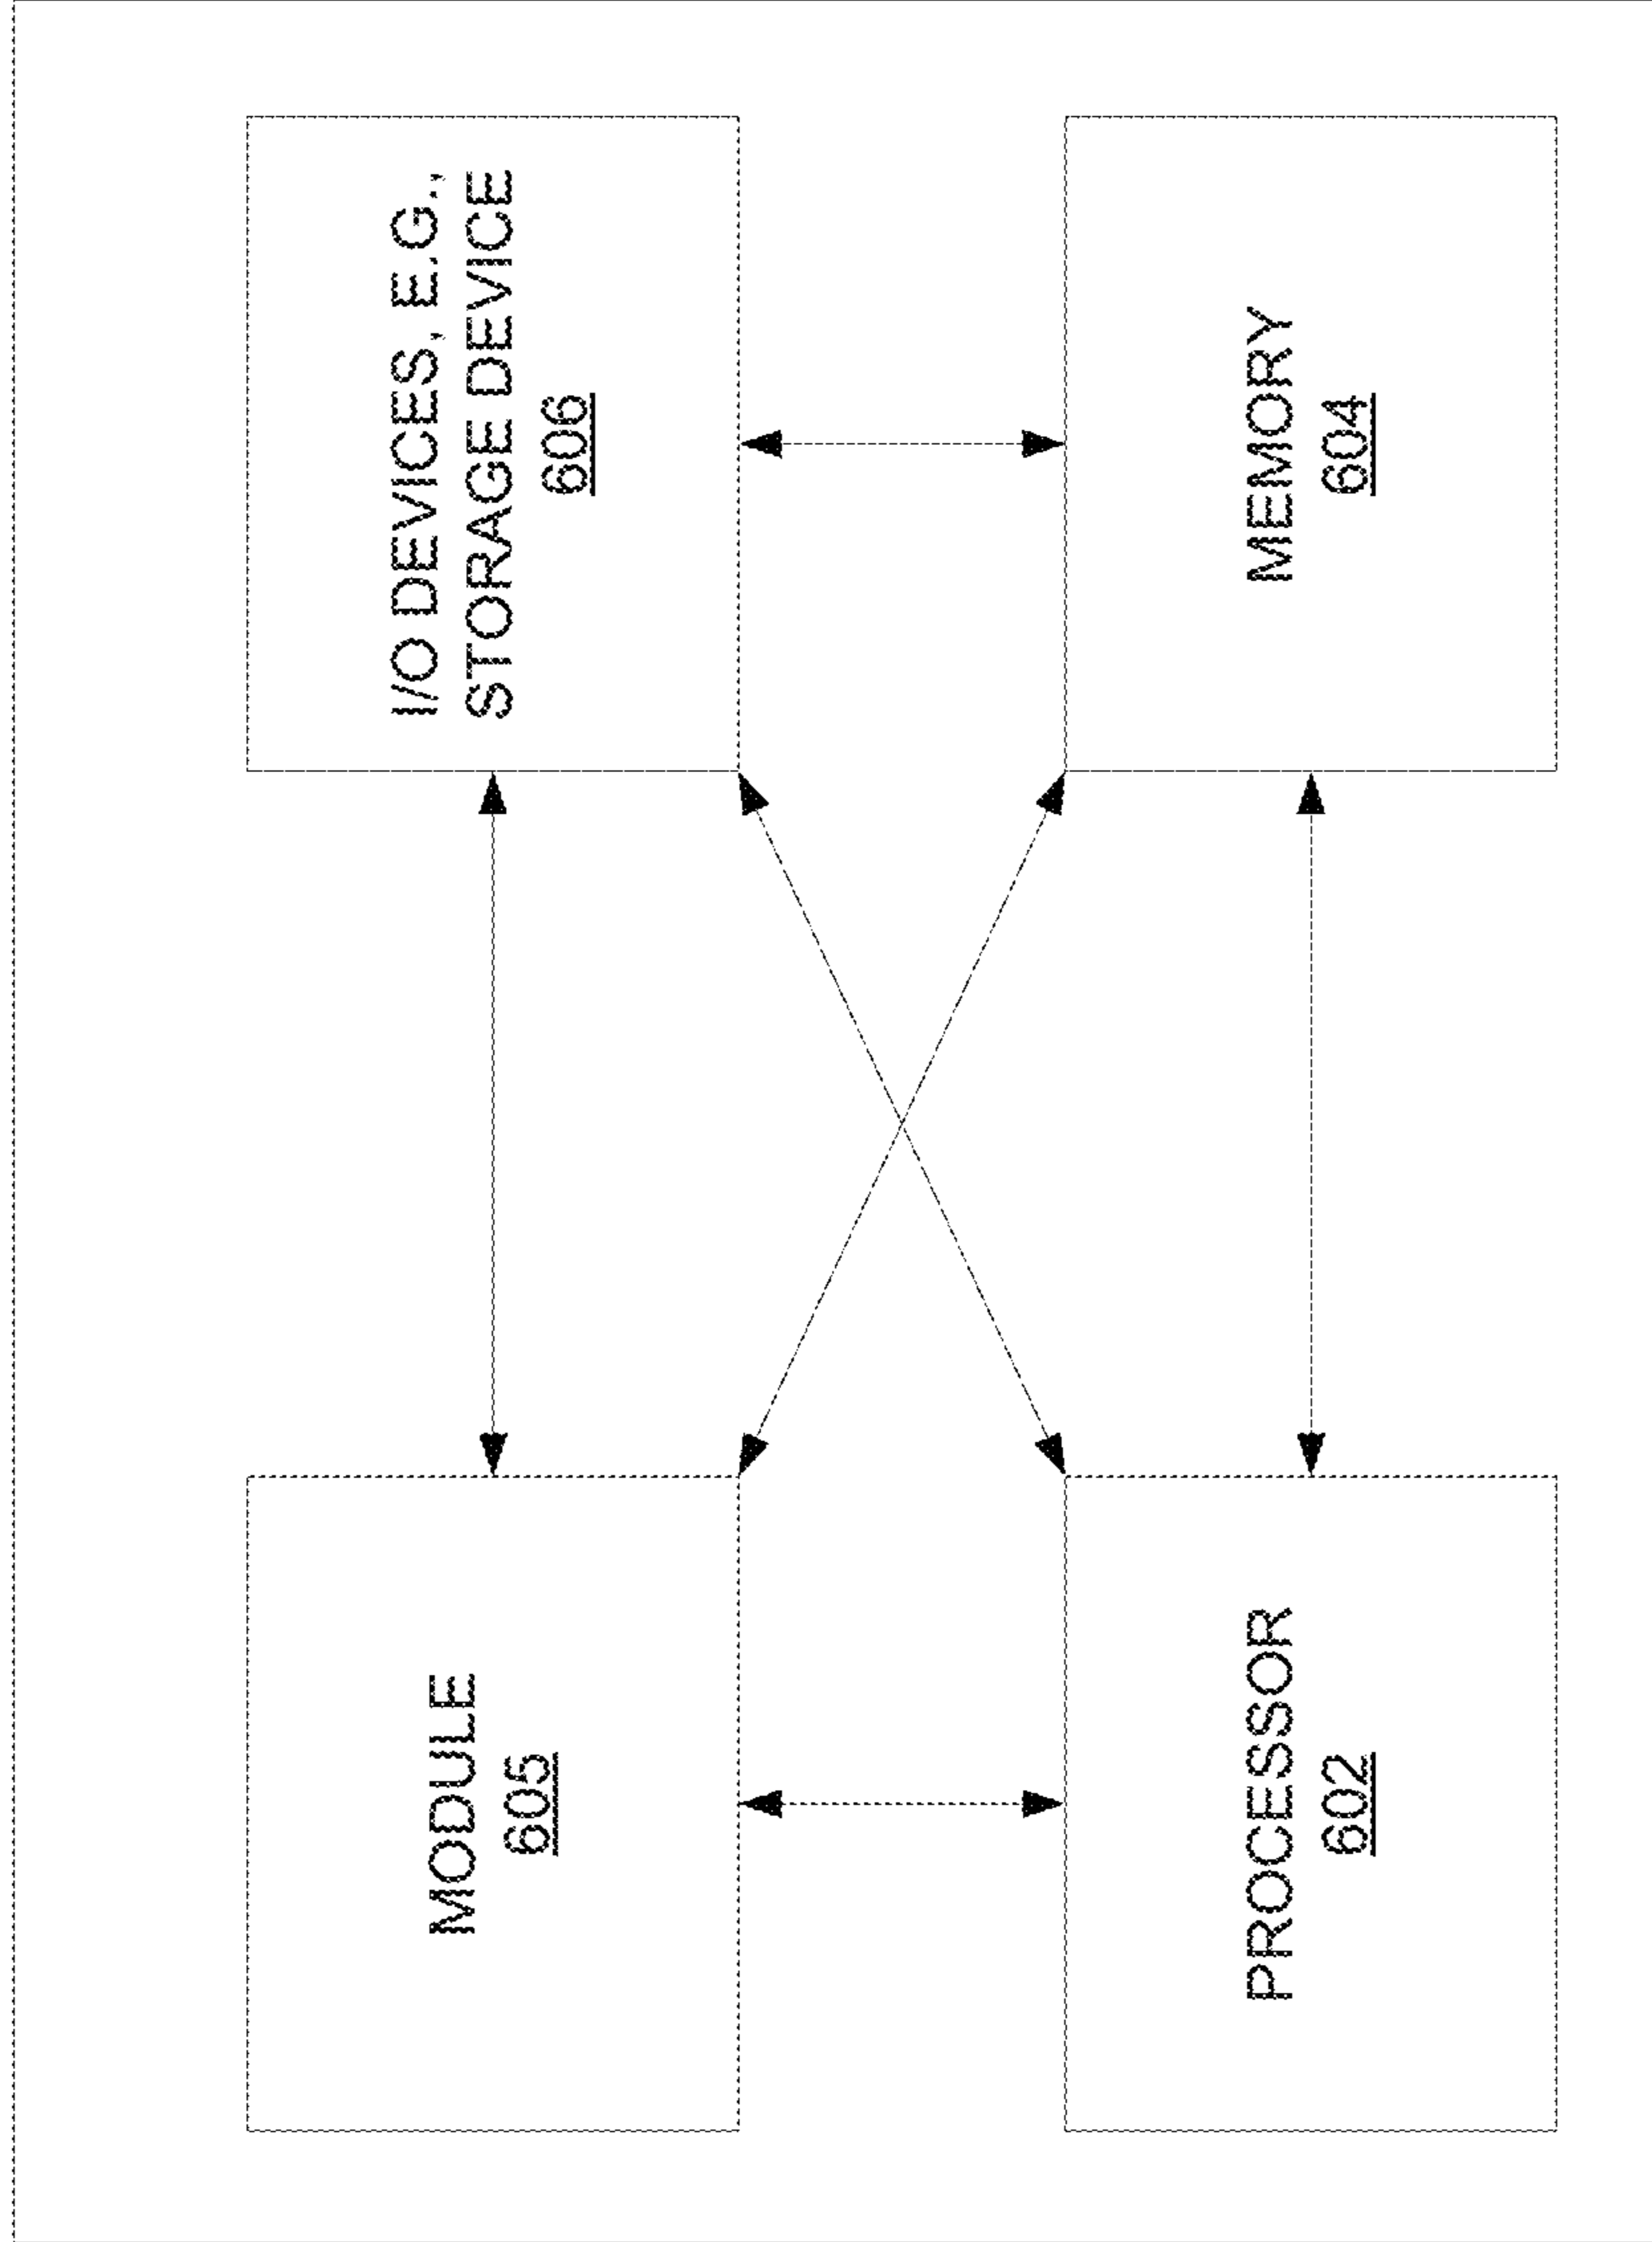 MODULE
605
I/O DEVICES, E.G.,
STORAGE DEVICE
606
PROCESSOR
602
MEMORY
604